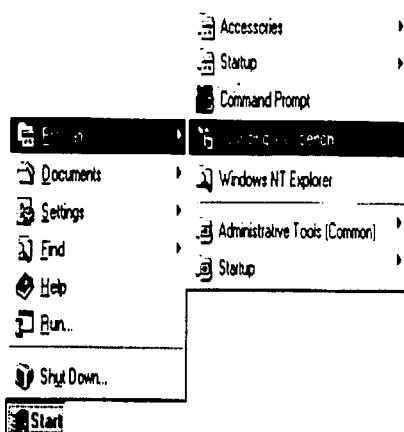 Accessories
Startup
Command Prompt
Windows NT Explorer
Administrative Tools (Common)
Startup
Documents
Settings
Find
Help
Run...
Shut Down...
Start